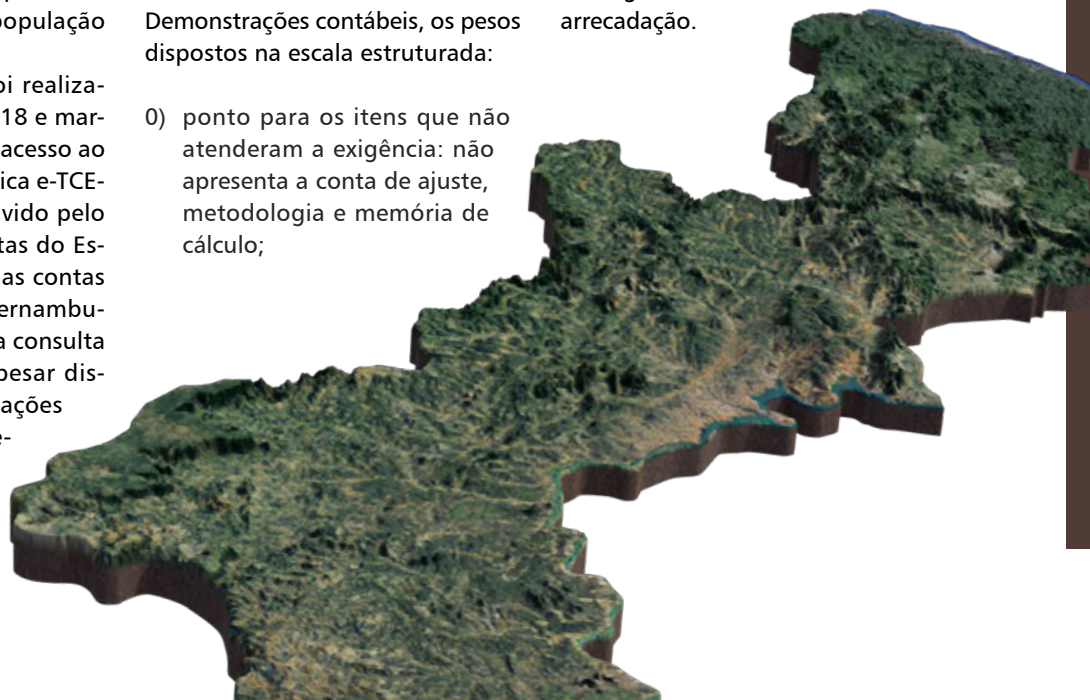 população
oi realiza-
18 e mar-
acesso ao
ica e-TCE-
vido pelo
tas do Es-
as contas
ernambu-
a consulta
pesar dis-
ações
e-
Demonstrações contábeis, os pesos
dispostos na escala estruturada:
0) ponto para os itens que não
atenderam a exigência: não
apresenta a conta de ajuste,
metodologia e memória de
cálculo;
arrecadação.